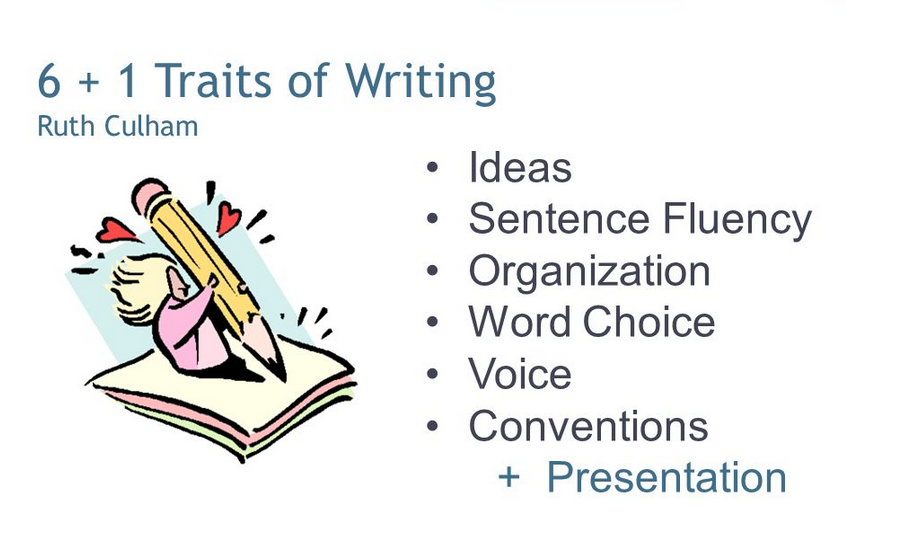 6 + 1 Traits of Writing
Ruth Culham
• Ideas
• Sentence Fluency
• Organization
• Word Choice
• Voice
• Conventions
+ Presentation